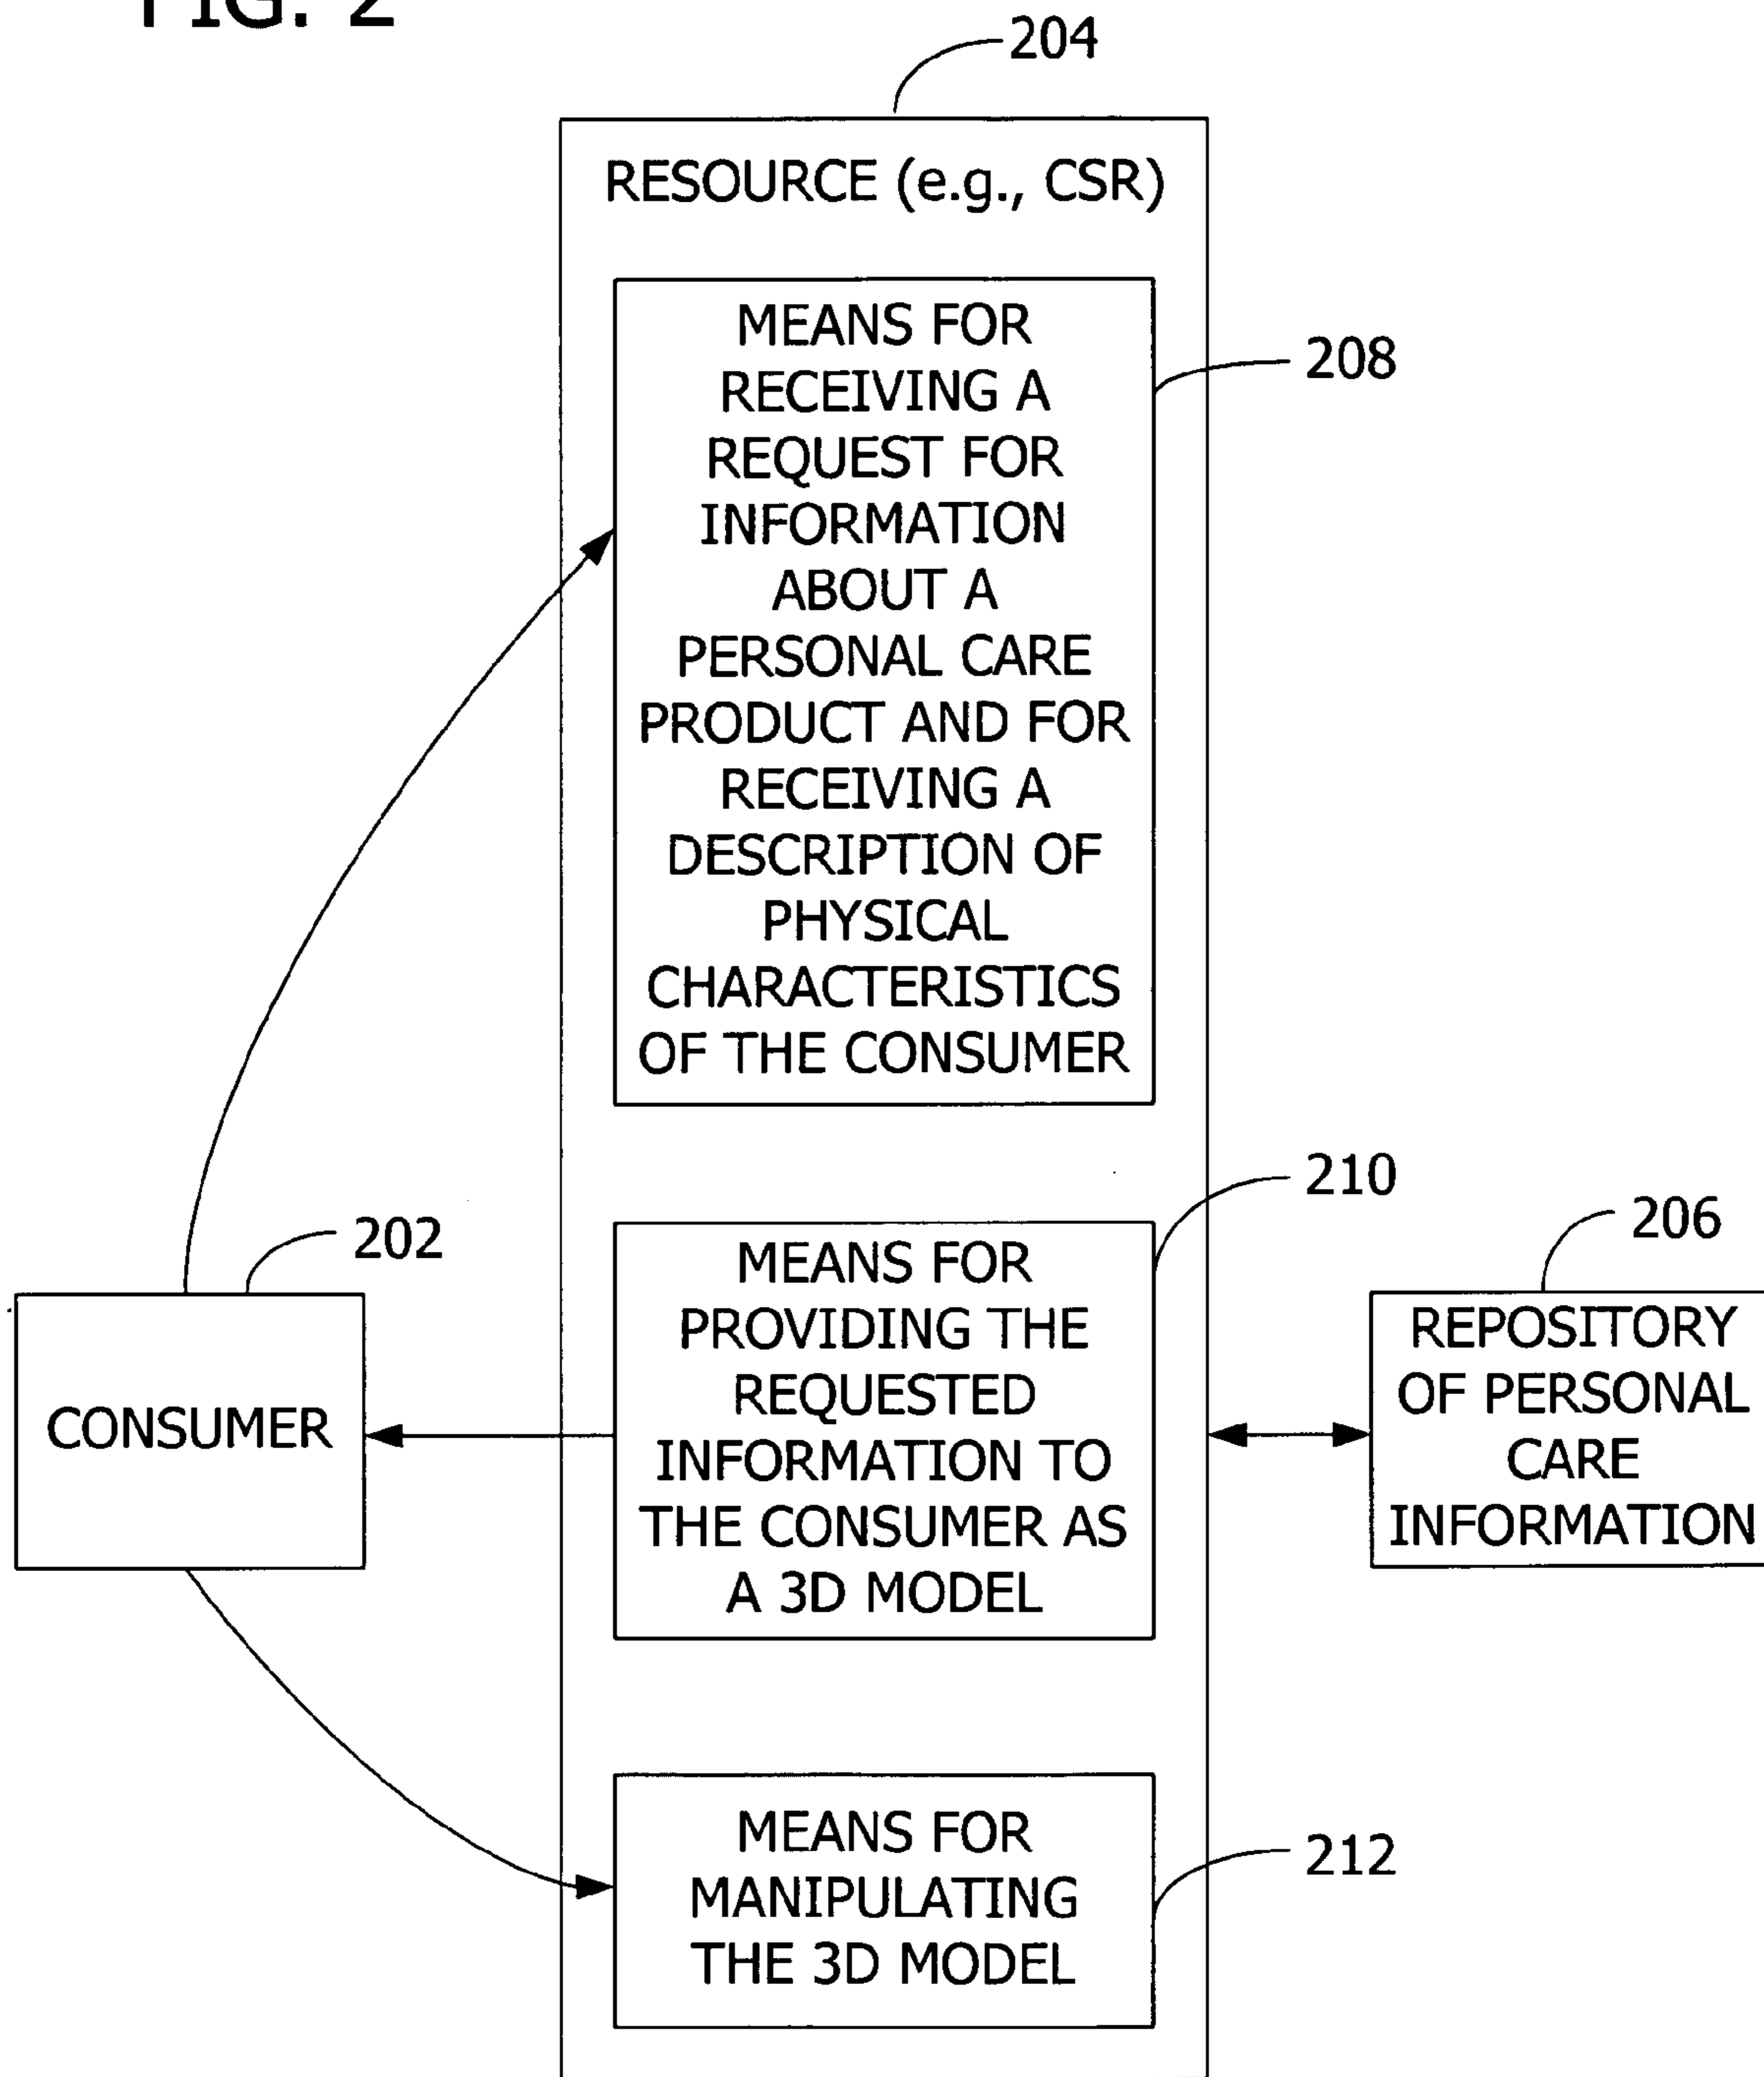 FIG. 2
204
RESOURCE (e.g., CSR)
MEANS FOR
RECEIVING A
REQUEST FOR
INFORMATION
ABOUT A
PERSONAL CARE
PRODUCT AND FOR
RECEIVING A
DESCRIPTION OF
PHYSICAL
CHARACTERISTICS
OF THE CONSUMER
208
210
MEANS FOR
PROVIDING THE
REQUESTED
INFORMATION TO
THE CONSUMER AS
A 3D MODEL
202
CONSUMER
206
REPOSITORY
OF PERSONAL
CARE
INFORMATION
MEANS FOR
MANIPULATING
THE 3D MODEL
212